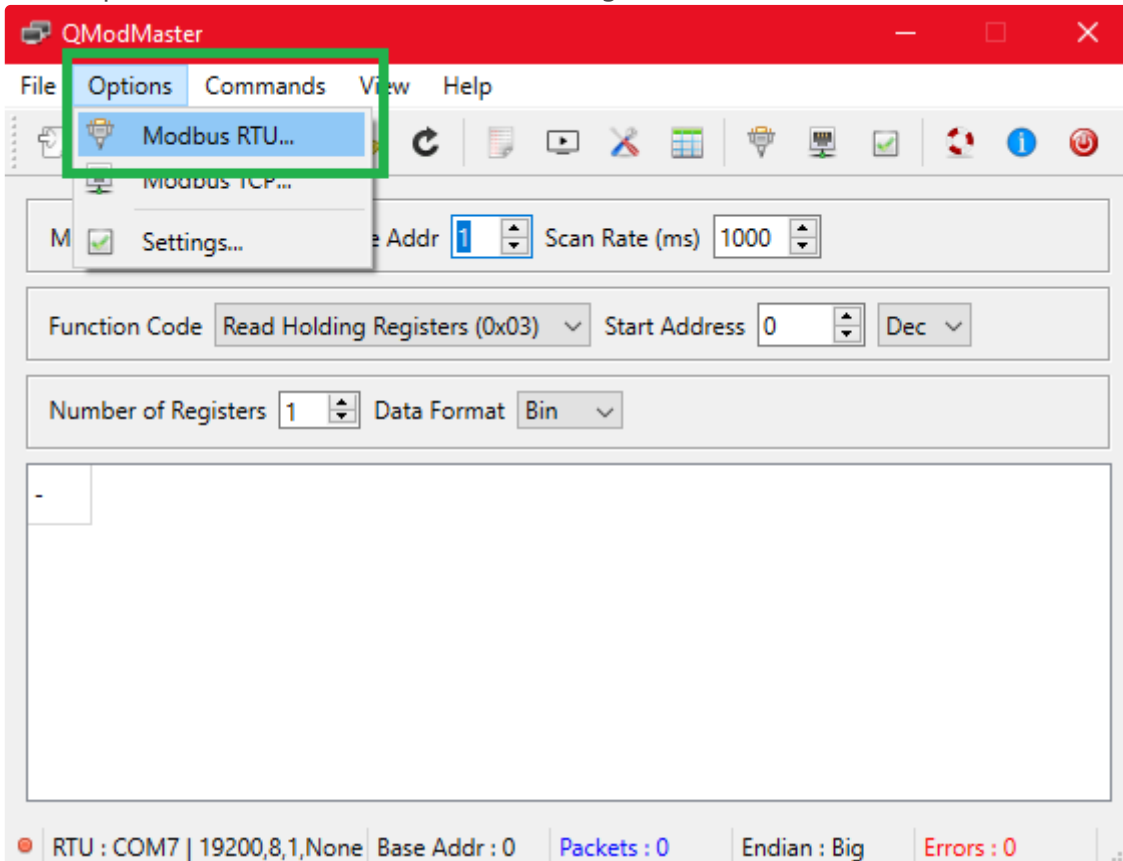 QModMaster
File Options Commands View Help
Modbus RTU...
Modbus TCP...
Settings...
M e Addr 1 Scan Rate (ms) 1000
Function Code Read Holding Registers (0x03) Start Address 0 Dec
Number of Registers 1 Data Format Bin
-
RTU : COM7 | 19200,8,1,None Base Addr : 0 Packets : 0 Endian : Big Errors : 0